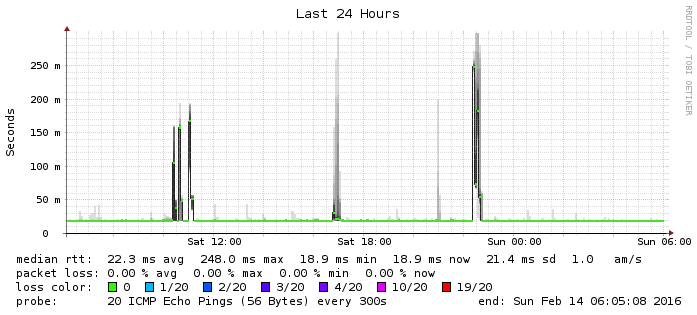 Last 24 Hours
RRDTOOL / TOBI OETIKER
Seconds
250 m
200 m
150 m
100 m
50 m
0
Sat 12:00 Sat 18:00 Sun 00:00 Sun 06:00
median rtt: 22.3 ms avg 248.0 ms max 18.9 ms min 18.9 ms now 21.4 ms sd 1.0 am/s
packet loss: 0.00 % avg 0.00 % max 0.00 % min 0.00 % now
loss color: 0 1/20 2/20 3/20 4/20 10/20 19/20
probe: 20 ICMP Echo Pings (56 Bytes) every 300s end: Sun Feb 14 06:05:08 2016